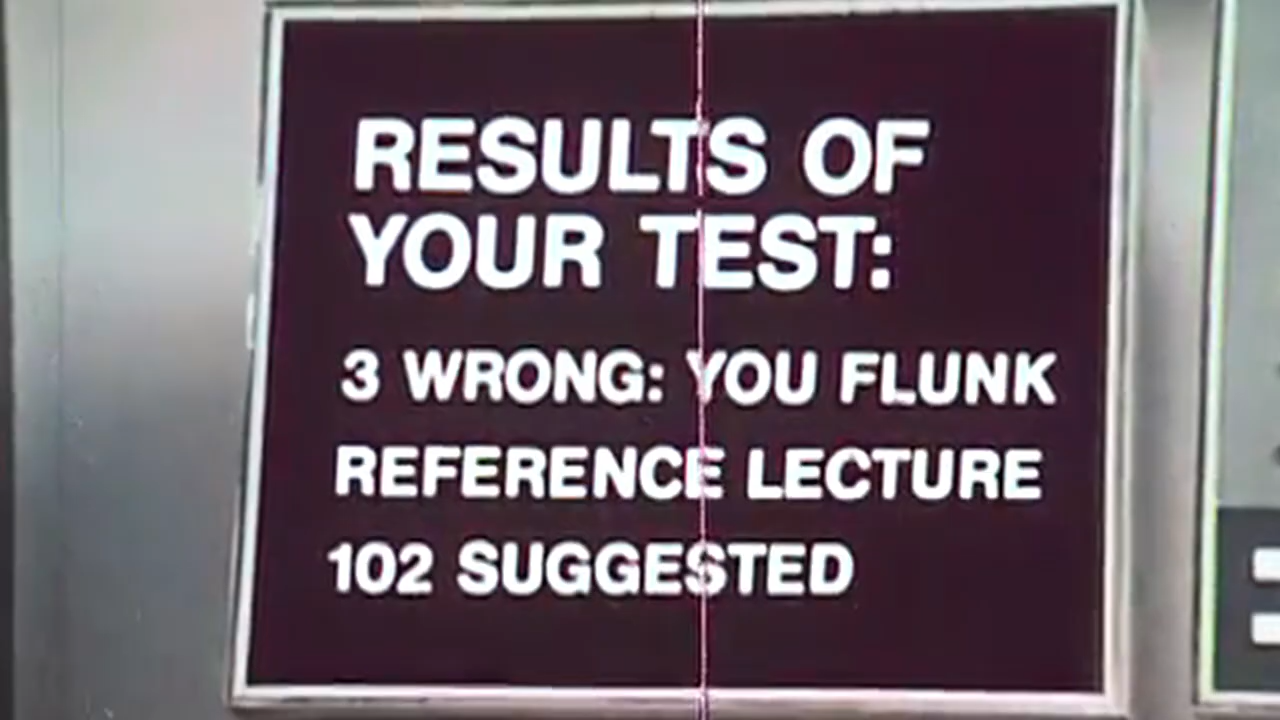 RESULTS OF
YOUR TEST:
3 WRONG: YOU FLUNK
REFERENCE LECTURE
102 SUGGESTED